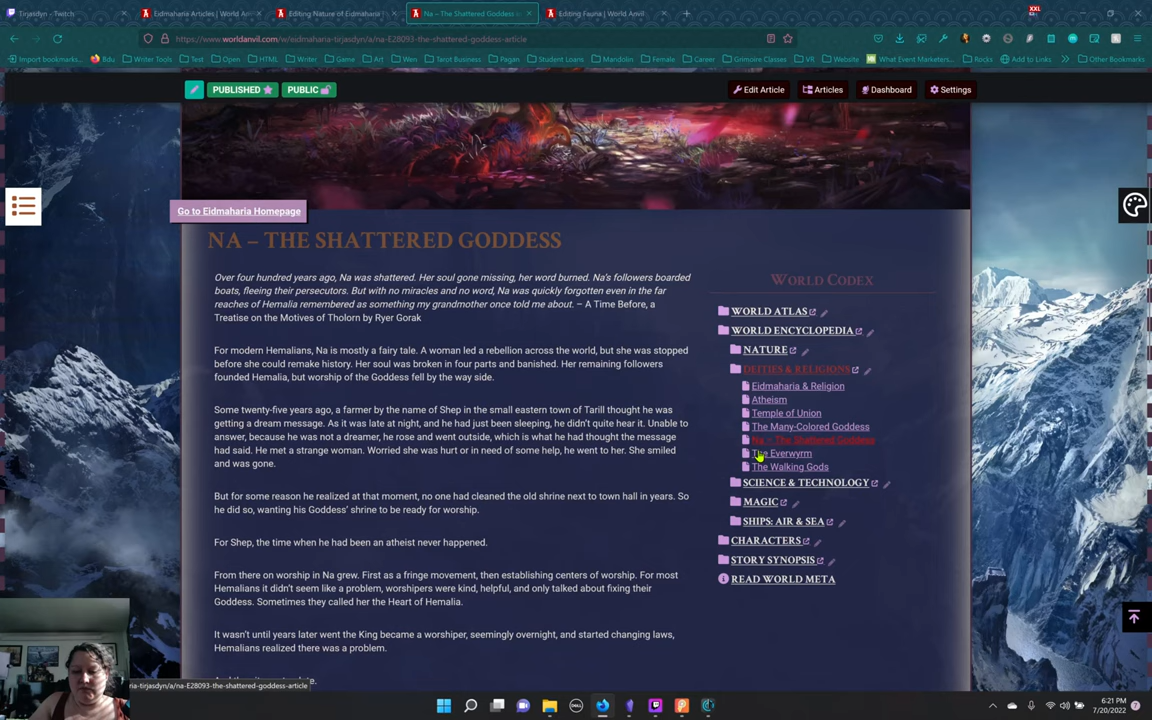 Tirjasdyn - Twitch
Eidmaharia Articles | World An
Editing Nature of Eidmaharia |
Na – The Shattered Goddess
Editing Fauna | World Anvil
XXL
https://www.worldanvil.com/w/eidmaharia-tirjasdyn/a/na-E28093-the-shattered-goddess-article
Import bookmarks... Bdu Writer Tools Test Open HTML Writer Game Art Wen Tarot Business Pagan Student Loans Mandolin Female Career Grimoire Classes VR Website What Event Marketers... Rocks Add to Links Other Bookmarks
PUBLISHED PUBLIC Edit Article Articles Dashboard Settings
Go to Eidmaharia Homepage
NA – THE SHATTERED GODDESS
Over four hundred years ago, Na was shattered. Her soul gone missing, her word burned. Na's followers boarded
boats, fleeing their persecutors. But with no miracles and no word, Na was quickly forgotten even in the far
reaches of Hemalia remembered as something my grandmother once told me about. – A Time Before, a
Treatise on the Motives of Tholorn by Ryer Gorak
For modern Hemalians, Na is mostly a fairy tale. A woman led a rebellion across the world, but she was stopped
before she could remake history. Her soul was broken in four parts and banished. Her remaining followers
founded Hemalia, but worship of the Goddess fell by the way side.
Some twenty-five years ago, a farmer by the name of Shep in the small eastern town of Tarill thought he was
getting a dream message. As it was late at night, and he had just been sleeping, he didn't quite hear it. Unable to
answer, because he was not a dreamer, he rose and went outside, which is what he had thought the message
had said. He met a strange woman. Worried she was hurt or in need of some help, he went to her. She smiled
and was gone.
But for some reason he realized at that moment, no one had cleaned the old shrine next to town hall in years. So
he did so, wanting his Goddess' shrine to be ready for worship.
For Shep, the time when he had been an atheist never happened.
From there on worship in Na grew. First as a fringe movement, then establishing centers of worship. For most
Hemalians it didn't seem like a problem, worshipers were kind, helpful, and only talked about fixing their
Goddess. Sometimes they called her the Heart of Hemalia.
It wasn't until years later went the King became a worshiper, seemingly overnight, and started changing laws,
Hemalians realized there was a problem.
WORLD CODEX
WORLD ATLAS
WORLD ENCYCLOPEDIA
NATURE
DEITIES & RELIGIONS
Eidmaharia & Religion
Atheism
Temple of Union
The Many-Colored Goddess
Na – The Shattered Goddess
The Everwyrm
The Walking Gods
SCIENCE & TECHNOLOGY
MAGIC
SHIPS: AIR & SEA
CHARACTERS
STORY SYNOPSIS
READ WORLD META
ria-tirjasdyn/a/na-E28093-the-shattered-goddess-article
DELL
6:21 PM
7/20/2022